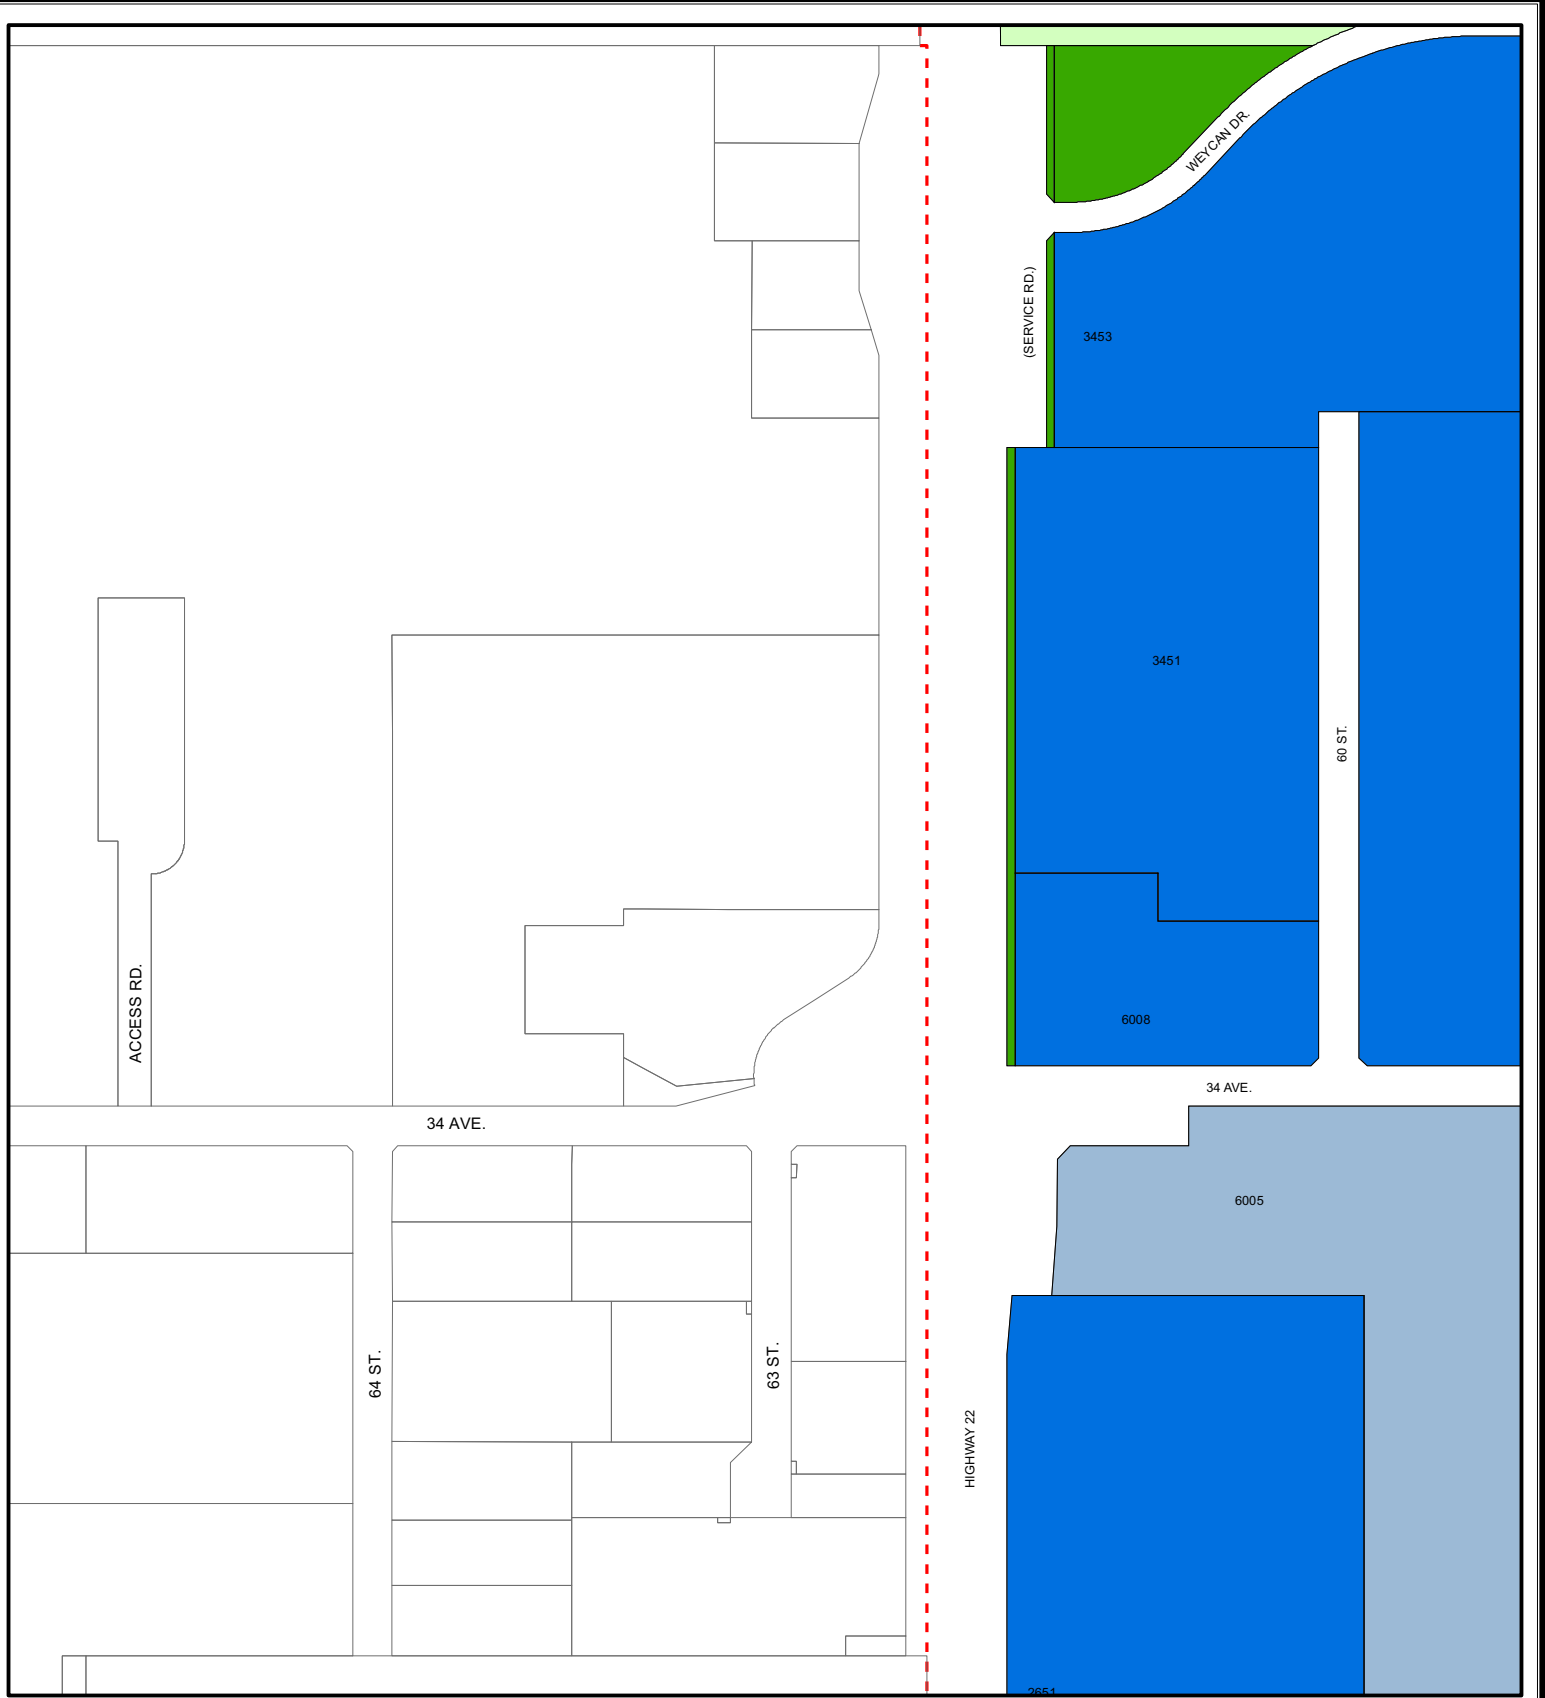 WEYCAN DR.
(SERVICE RD.)
3453
3451
60 ST.
ACCESS RD.
6008
34 AVE.
34 AVE.
6005
64 ST.
63 ST.
HIGHWAY 22
2651